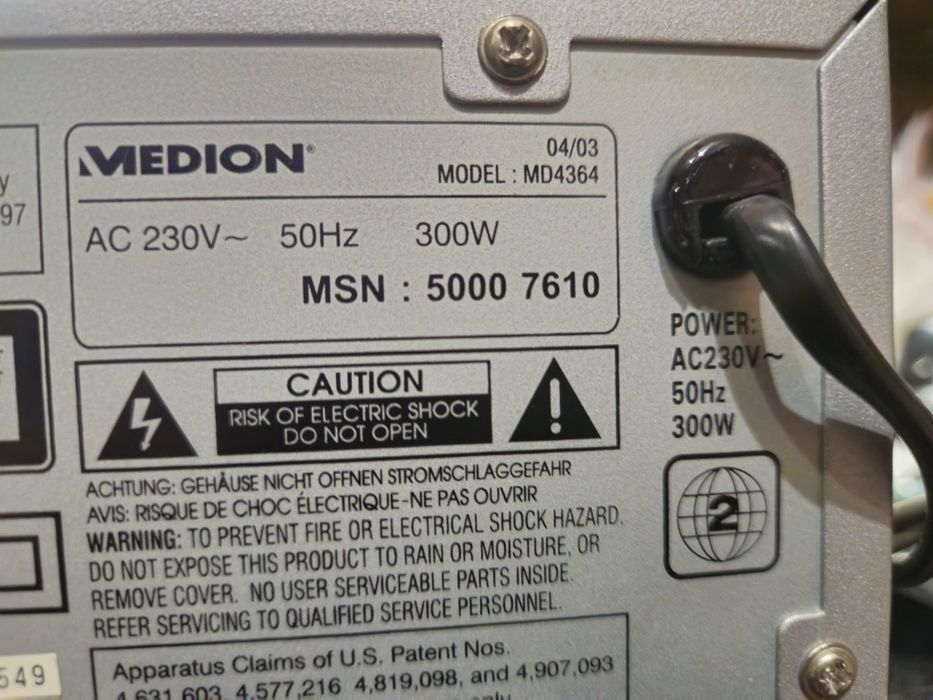 MEDION®
04/03
MODEL : MD4364
AC 230V~ 50Hz 300W
MSN : 5000 7610
CAUTION
RISK OF ELECTRIC SHOCK
DO NOT OPEN
ACHTUNG: GEHÄUSE NICHT OFFNEN STROMSCHLAGGEFAHR
AVIS: RISQUE DE CHOC ÉLECTRIQUE-NE PAS OUVRIR
WARNING: TO PREVENT FIRE OR ELECTRICAL SHOCK HAZARD,
DO NOT EXPOSE THIS PRODUCT TO RAIN OR MOISTURE, OR
REMOVE COVER. NO USER SERVICEABLE PARTS INSIDE.
REFER SERVICING TO QUALIFIED SERVICE PERSONNEL.
Apparatus Claims of U.S. Patent Nos.
4,631,603, 4,577,216 4,819,098, and 4,907,093
only
POWER:
AC230V~
50Hz
300W
2
y
97
549